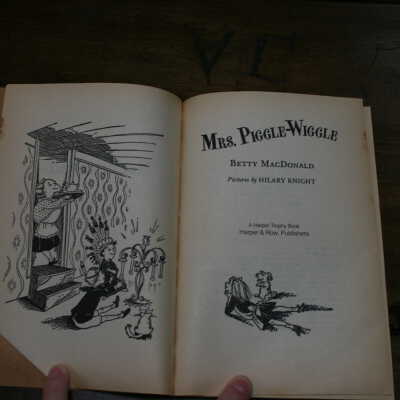 MRS. PIGGLE-WIGGLE
BETTY MACDONALD
Pictures by HILARY KNIGHT
A Harper Trophy Book
Harper & Row, Publishers